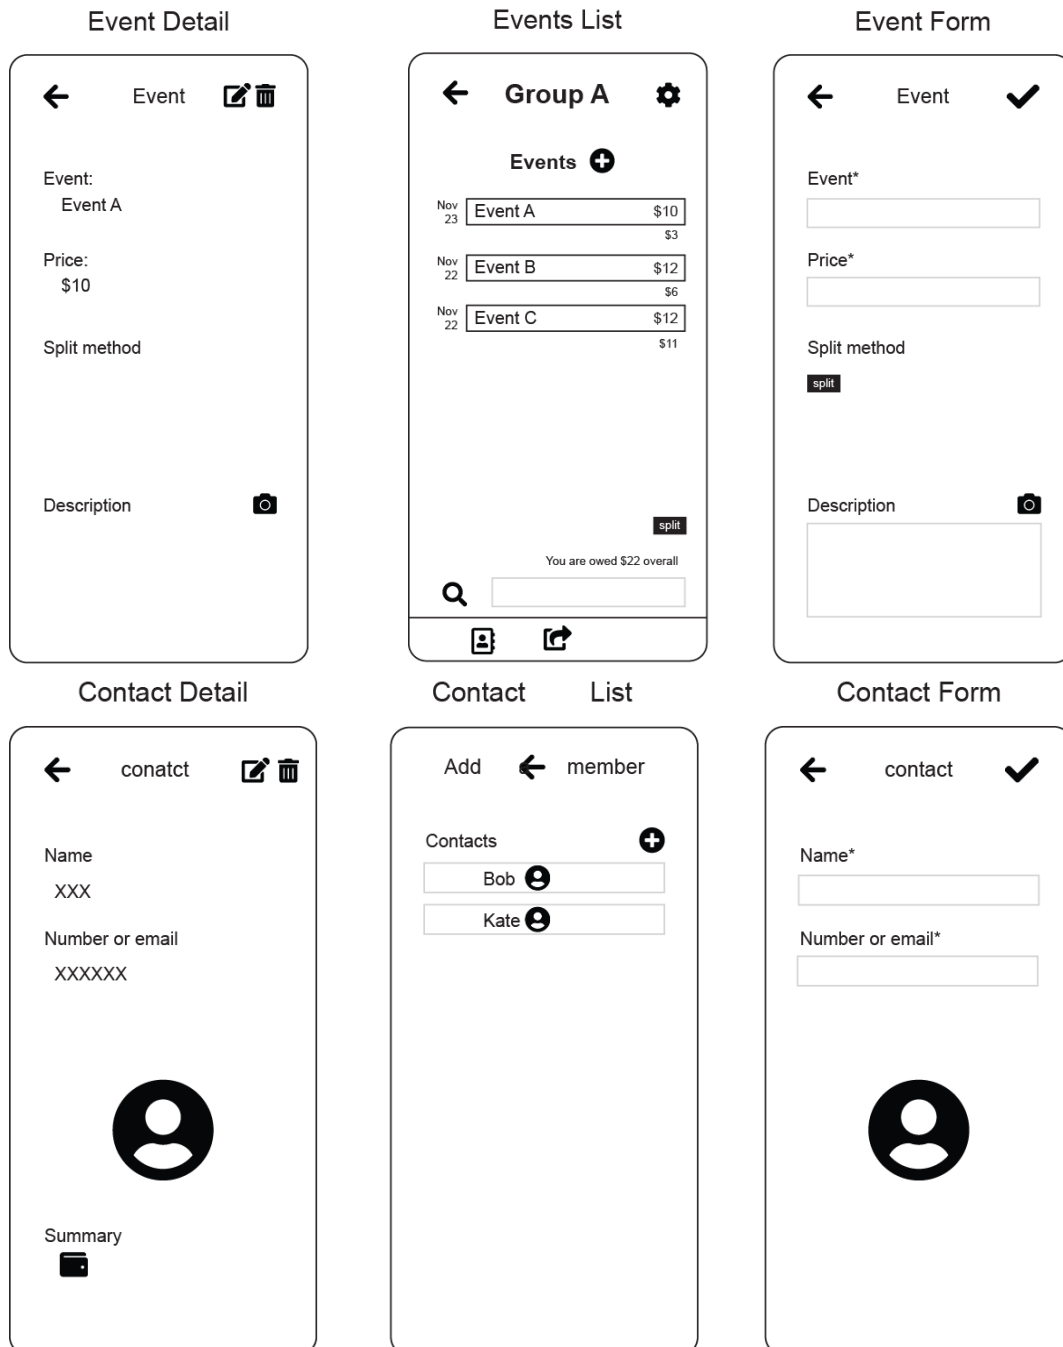 Event Detail
Event
Event:
Event A
Price:
$10
Split method
Description
Events List
Group A
Events
Nov 23 Event A $10
$3
Nov 22 Event B $12
$6
Nov 22 Event C $12
$11
split
You are owed $22 overall
Event Form
Event
Event*
Price*
Split method
split
Description
Contact Detail
conatct
Name
XXX
Number or email
XXXXXX
Summary
Contact List
Add member
Contacts
Bob
Kate
Contact Form
contact
Name*
Number or email*